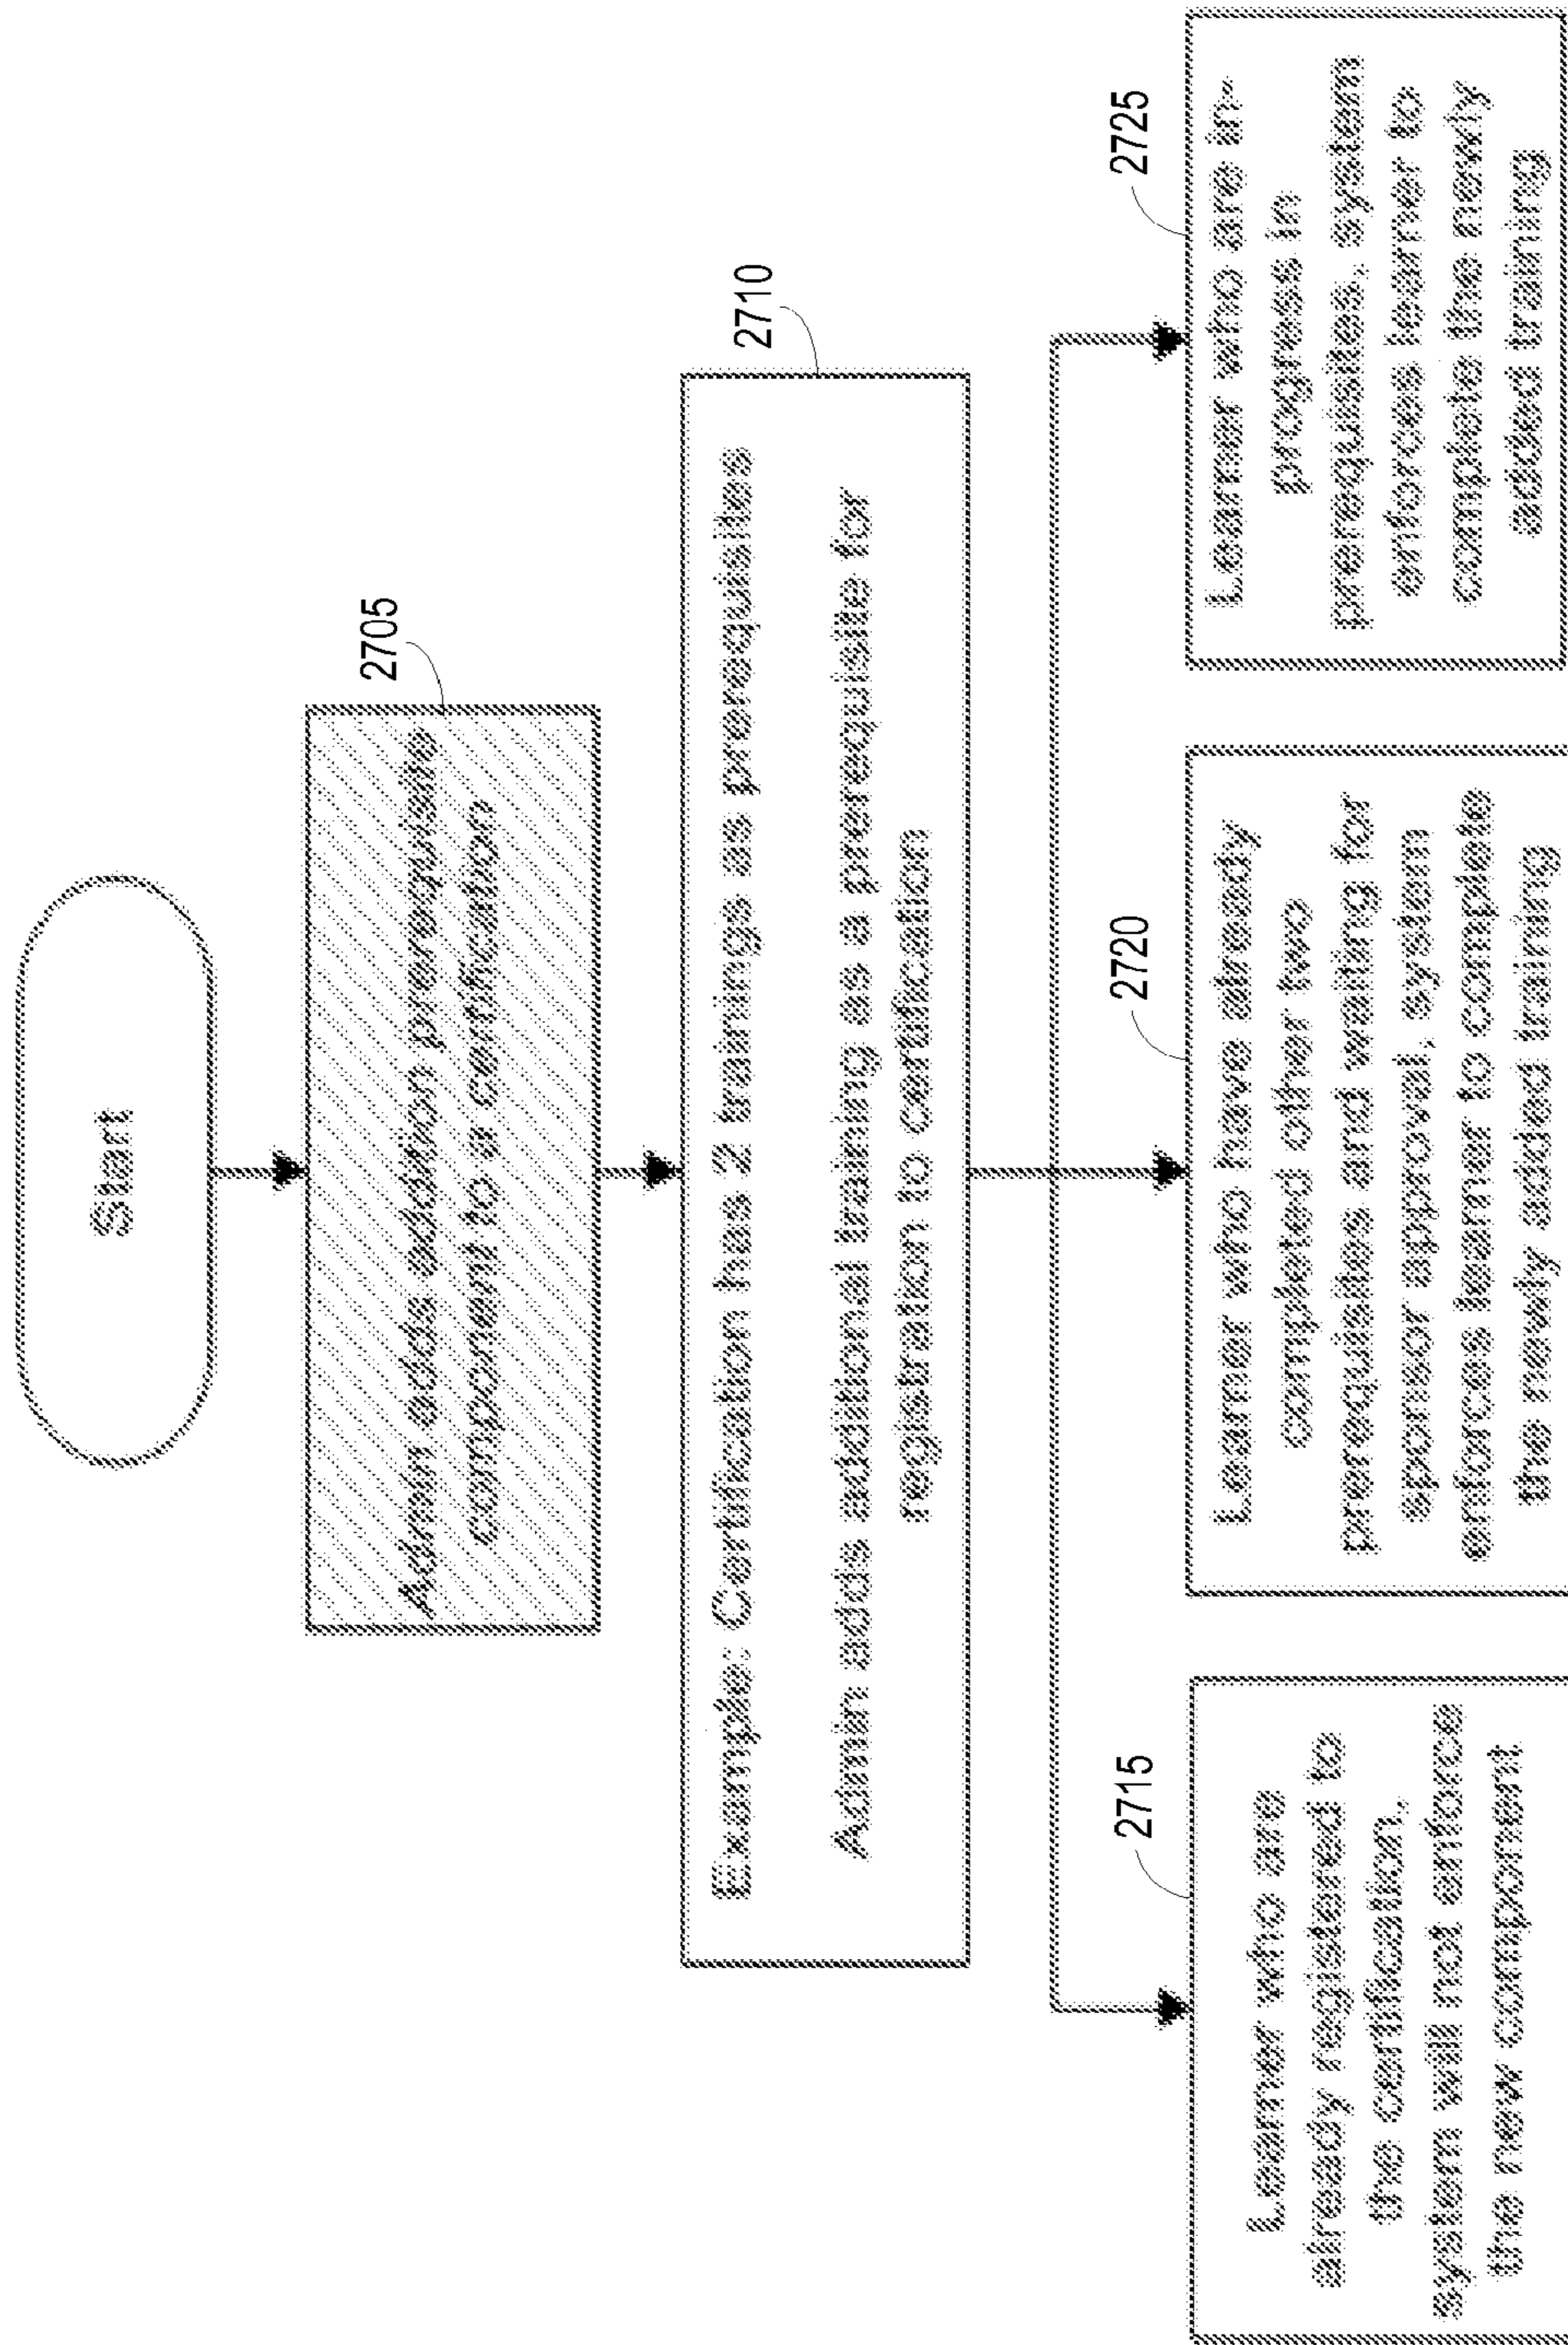 Start
2705
Admin adds addition prerequisite
component to a certification
2710
Example: Certification has 2 trainings as prerequisites
Admin adds additional training as a prerequisite for
registration to certification
2715
Learner who are
already registered to
the certification,
system will not enforce
the new component
2720
Learner who have already
completed other two
prerequisites and waiting for
sponsor approval, system
enforces learner to complete
the newly added training
2725
Learner who are in-
progress in
prerequisites, system
enforces learner to
complete the newly
added training